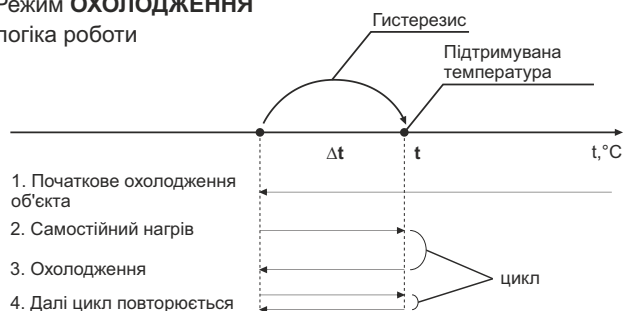 Режим ОХОЛОДЖЕННЯ
логіка роботи
Гистерезис
Підтримувана
температура
Δt
t
t,°C
1. Початкове охолодження
об'єкта
2. Самостійний нагрів
3. Охолодження
цикл
4. Далі цикл повторюється